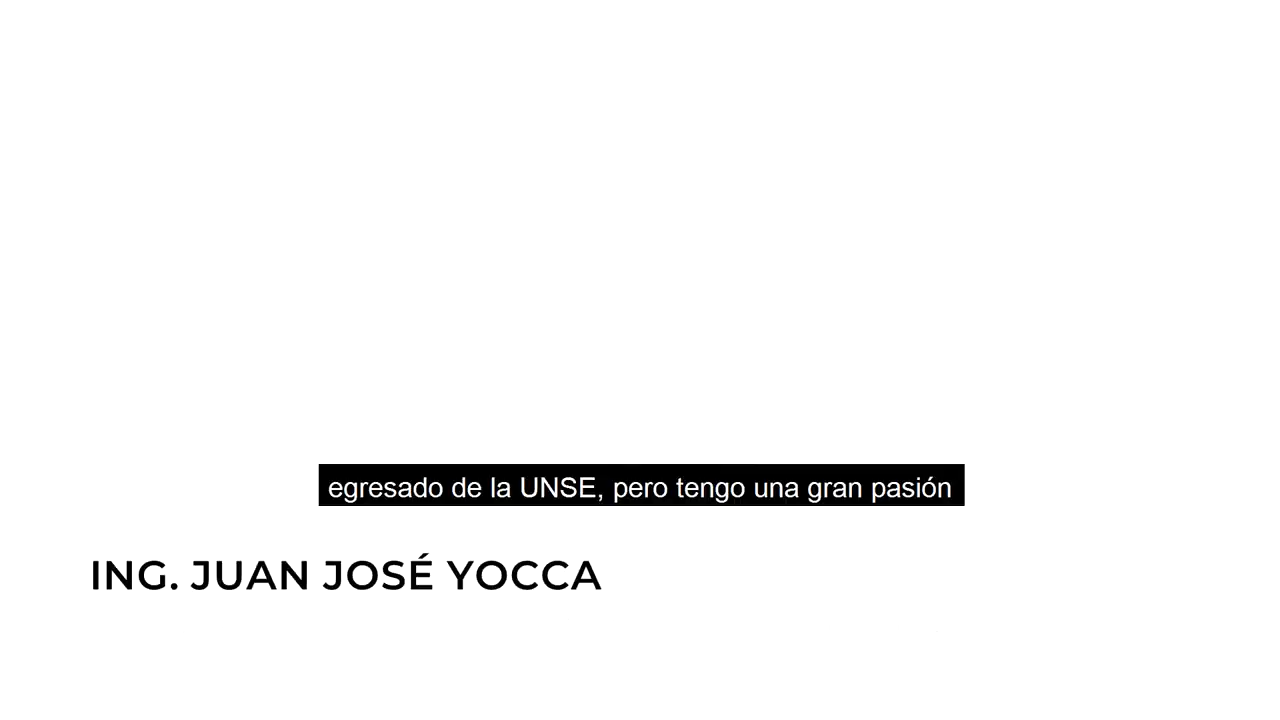 egresado de la UNSE, pero tengo una gran pasión
ING. JUAN JOSÉ YOCCA